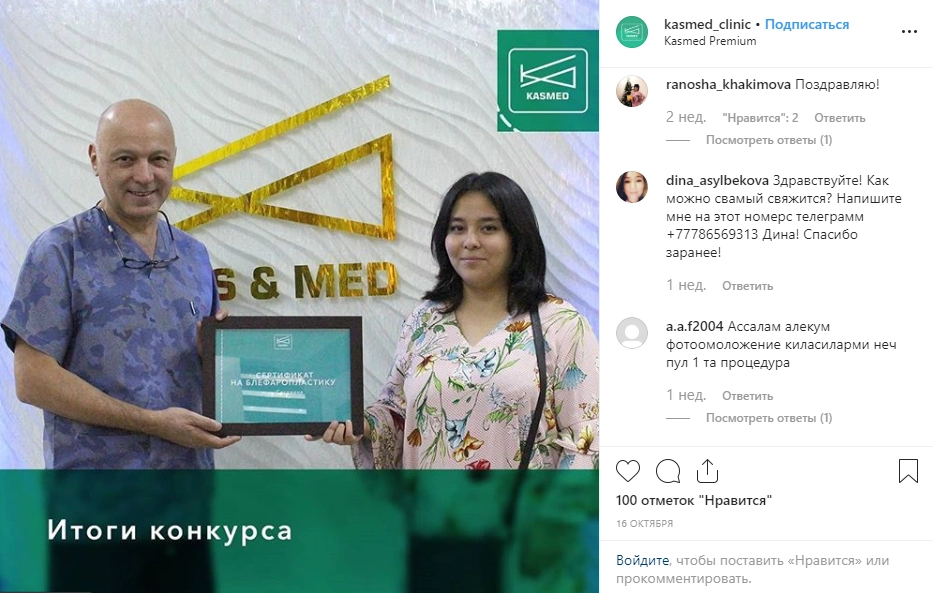 KASMED
S & MED
СЕРТИФИКАТ
НА БЛЕФАРОПЛАСТИКУ
Итоги конкурса
kasmed_clinic • Подписаться
Kasmed Premium
ranosha_khakimova Поздравляю!
2 нед. "Нравится": 2 Ответить
Посмотреть ответы (1)
dina_asylbekova Здравствуйте! Как
можно свамый свяжится? Напишите
мне на этот номерс телеграмм
+77786569313 Дина! Спасибо
заранее!
1 нед. Ответить
a.a.f2004 Ассалам алекум
фотоомоложение киласиларми неч
пул 1 та процедура
1 нед. Ответить
Посмотреть ответы (1)
100 отметок "Нравится"
16 ОКТЯБРЯ
Войдите, чтобы поставить «Нравится» или
прокомментировать.